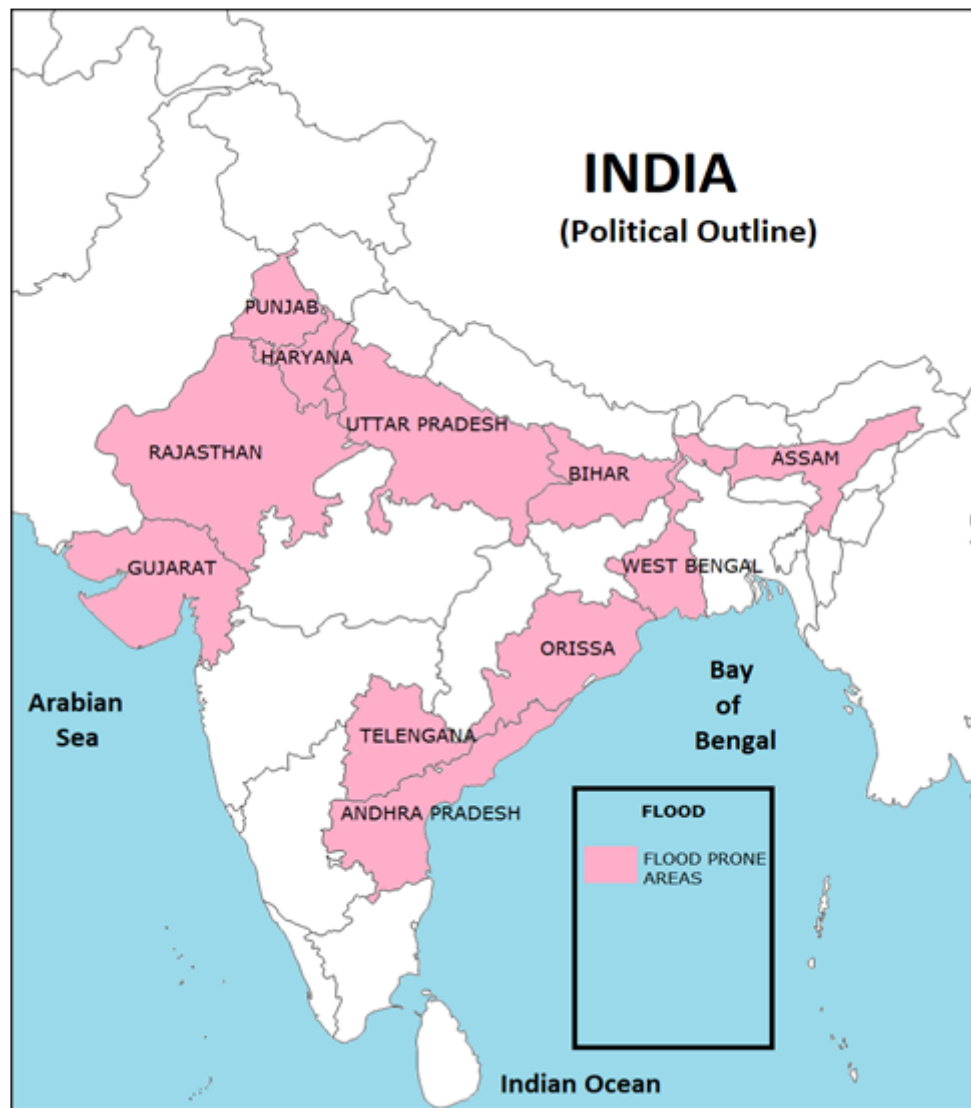 INDIA
(Political Outline)
PUNJAB
HARYANA
UTTAR PRADESH
RAJASTHAN
BIHAR
ASSAM
GUJARAT
WEST BENGAL
ORISSA
Arabian
Sea
Bay
of
Bengal
TELENGANA
ANDHRA PRADESH
FLOOD
FLOOD PRONE
AREAS
Indian Ocean